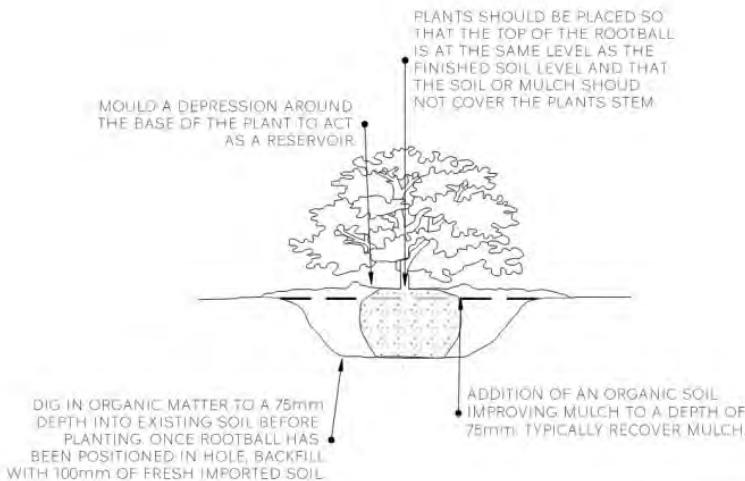 PLANTS SHOULD BE PLACED SO
THAT THE TOP OF THE ROOTBALL
IS AT THE SAME LEVEL AS THE
FINISHED SOIL LEVEL AND THAT
THE SOIL OR MULCH SHOUD
NOT COVER THE PLANTS STEM
MOULD A DEPRESSION AROUND
THE BASE OF THE PLANT TO ACT
AS A RESERVOIR
DIG IN ORGANIC MATTER TO A 75mm
DEPTH INTO EXISTING SOIL BEFORE
PLANTING. ONCE ROOTBALL HAS
BEEN POSITIONED IN HOLE, BACKFILL
WITH 100mm OF FRESH IMPORTED SOIL
ADDITION OF AN ORGANIC SOIL
IMPROVING MULCH TO A DEPTH OF
75mm. TYPICALLY RECOVER MULCH.